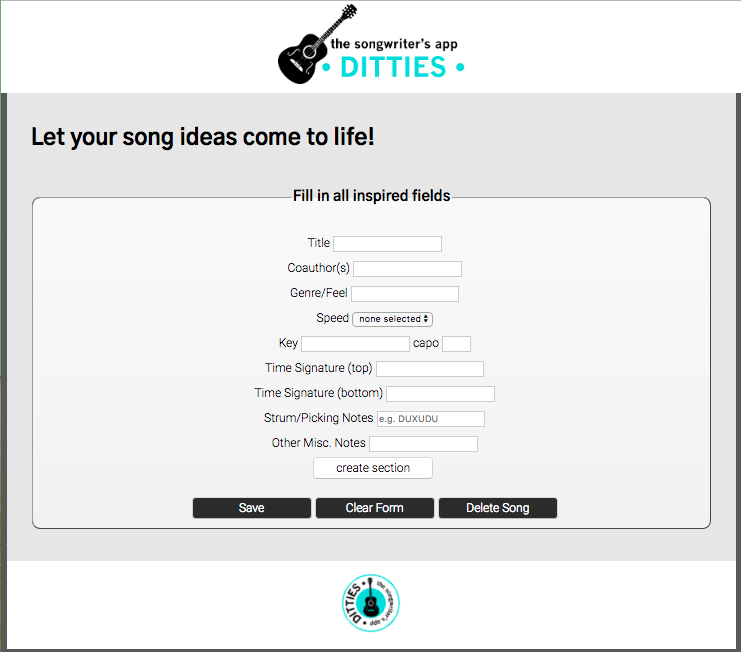 the songwriter's app
• DITTIES •
Let your song ideas come to life!
Fill in all inspired fields
Title
Coauthor(s)
Genre/Feel
Speed none selected
Key capo
Time Signature (top)
Time Signature (bottom)
Strum/Picking Notes e.g. DUXUDU
Other Misc. Notes
create section
Save Clear Form Delete Song
DITTIES • the songwriter's app •